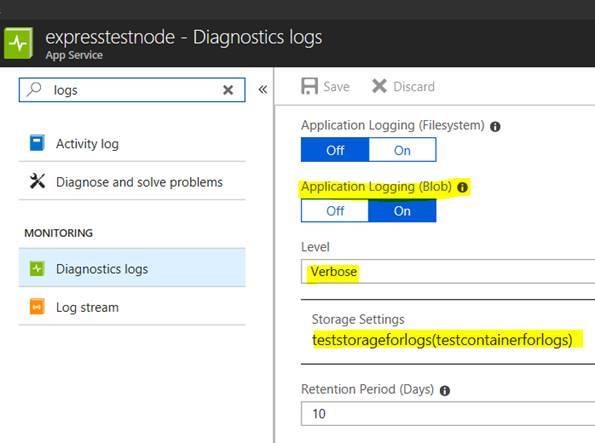 expresstestnode - Diagnostics logs
App Service
logs
Activity log
Diagnose and solve problems
MONITORING
Diagnostics logs
Log stream
Save Discard
Application Logging (Filesystem)
Off On
Application Logging (Blob)
Off On
Level
Verbose
Storage Settings
teststorageforlogs(testcontainerforlogs)
Retention Period (Days)
10